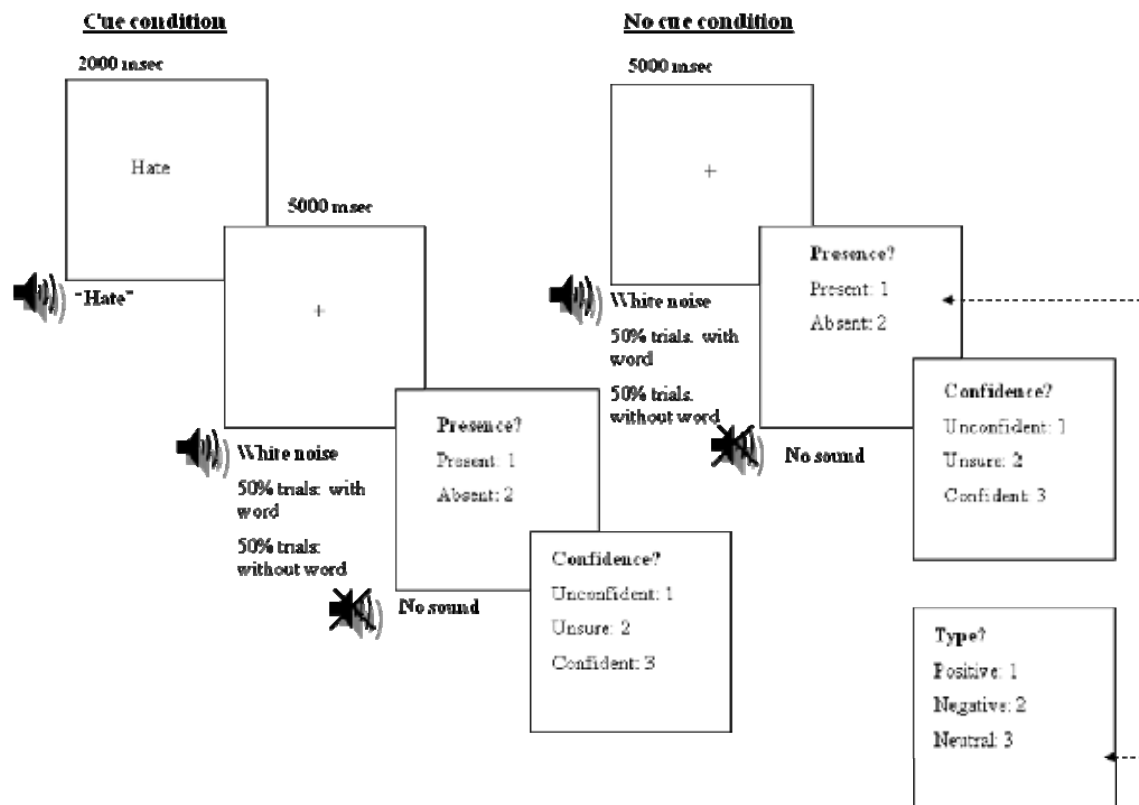 Cue condition
2000 msec
Hate
"Hate"
5000 msec
+
White noise
50% trials: with
word
50% trials:
without word
Presence?
Present: 1
Absent: 2
No sound
Confidence?
Unconfident: 1
Unsure: 2
Confident: 3
No cue condition
5000 msec
+
White noise
50% trials. with
word
50% trials.
without word
Presence?
Present: 1
Absent: 2
No sound
Confidence?
Unconfident: 1
Unsure: 2
Confident: 3
Type?
Positive: 1
Negative: 2
Neutral: 3